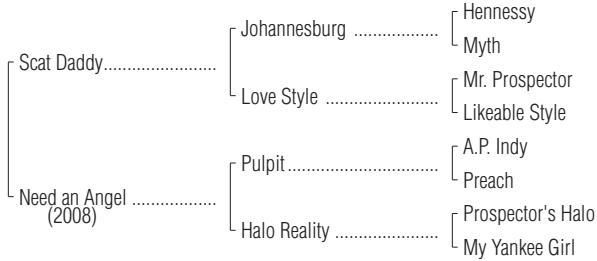 Hennessy
Johannesburg ..................
Myth
Scat Daddy........................
Mr. Prospector
Love Style ........................
Likeable Style
A.P. Indy
Pulpit................................
Preach
Need an Angel ..................
(2008)
Prospector's Halo
Halo Reality ......................
My Yankee Girl